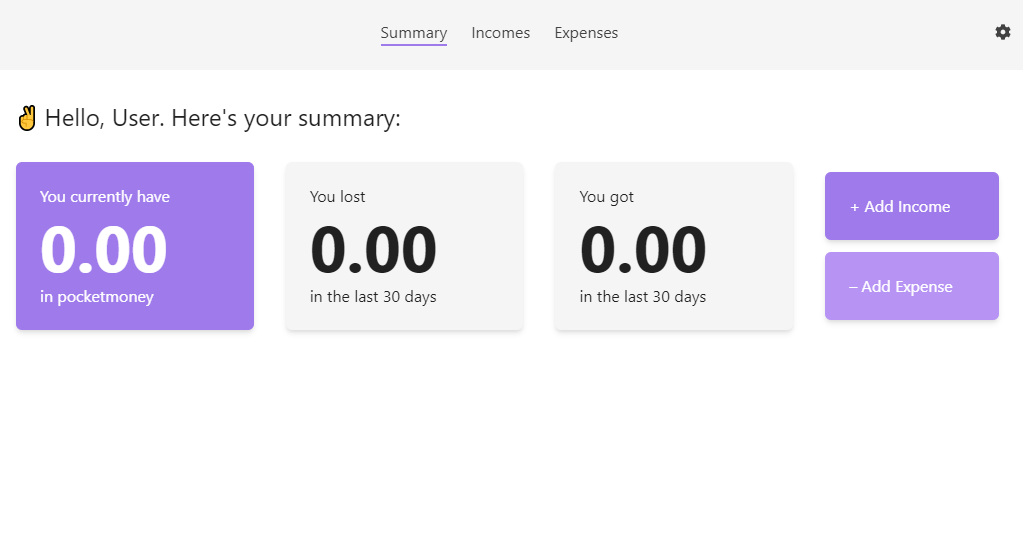 Summary Incomes Expenses
✌ Hello, User. Here's your summary:
You currently have
0.00
in pocketmoney
You lost
0.00
in the last 30 days
You got
0.00
in the last 30 days
+ Add Income
– Add Expense